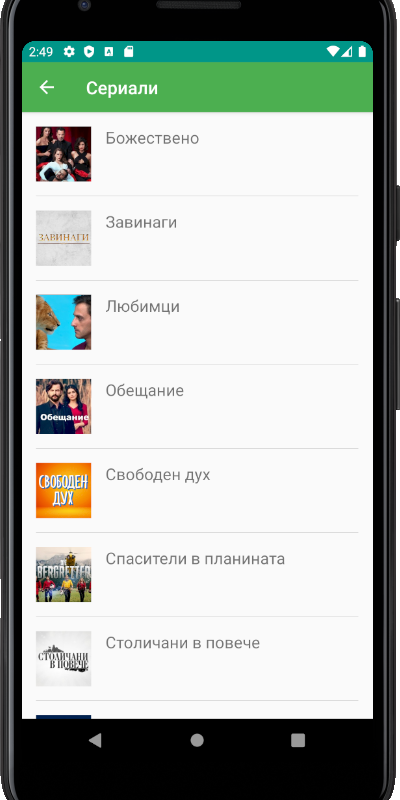 2:49
Сериали
Божествено
Завинаги
ЗАВИНАГИ
Любимци
Обещание
Обещание
Свободен дух
СВОБОДЕН
ДУХ
Спасители в планината
BERGRETTER
Столичани в повече
СТОЛИЧАНИ
В ПОВЕЧЕ